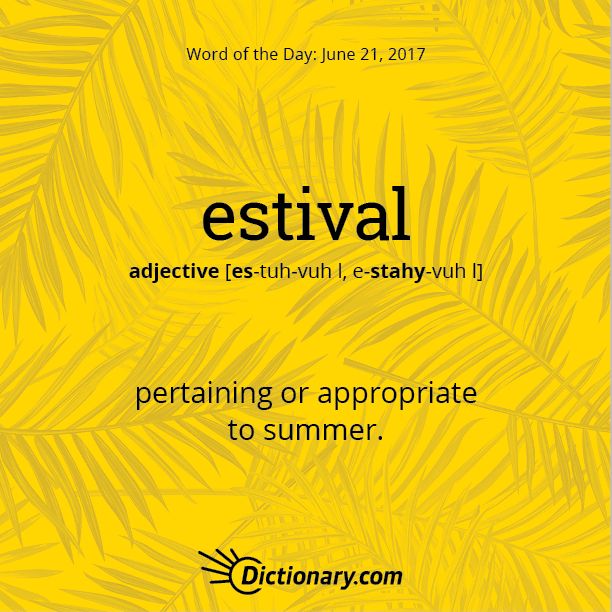 Word of the Day: June 21, 2017
estival
adjective [es-tuh-vuh l, e-stahy-vuh l]
pertaining or appropriate
to summer.
Dictionary.com